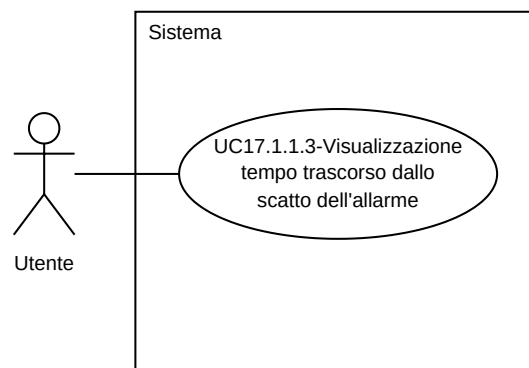 Sistema
UC17.1.1.3-Visualizzazione
tempo trascorso dallo
scatto dell'allarme
Utente